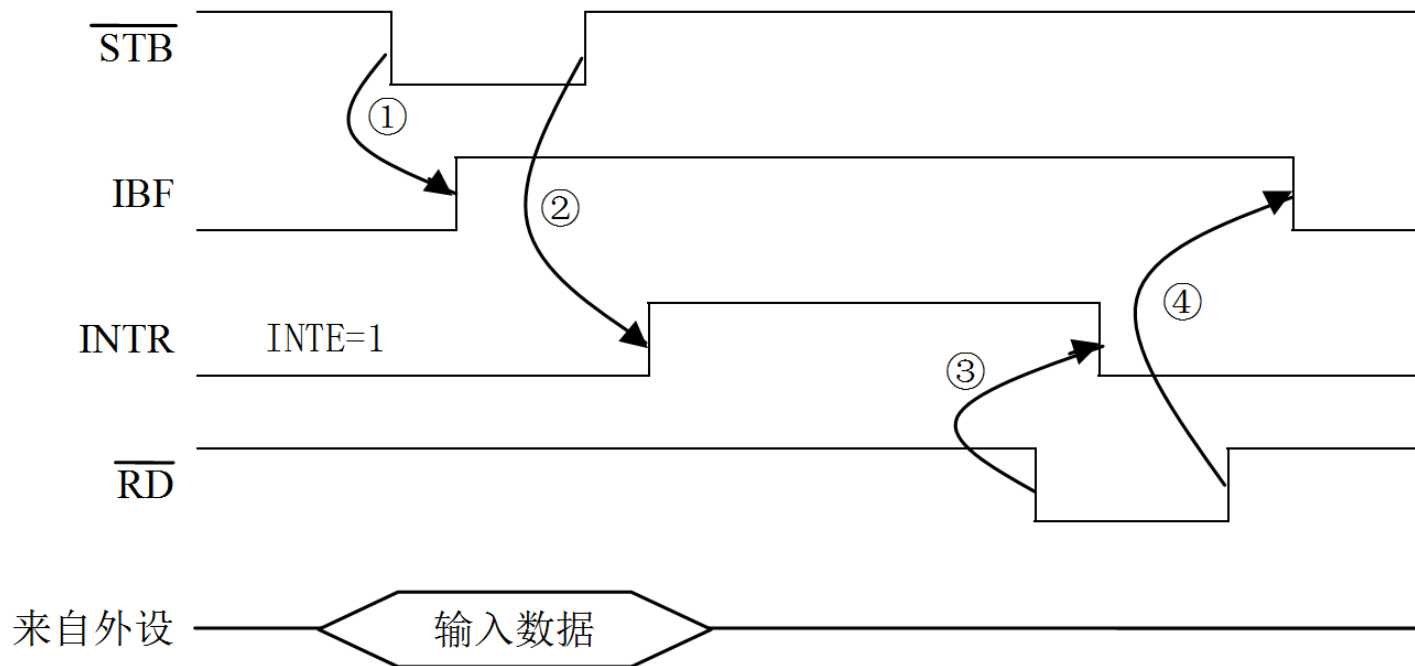 STB
①
IBF
②
INTR INTE=1
④
③
RD
来自外设 输入数据